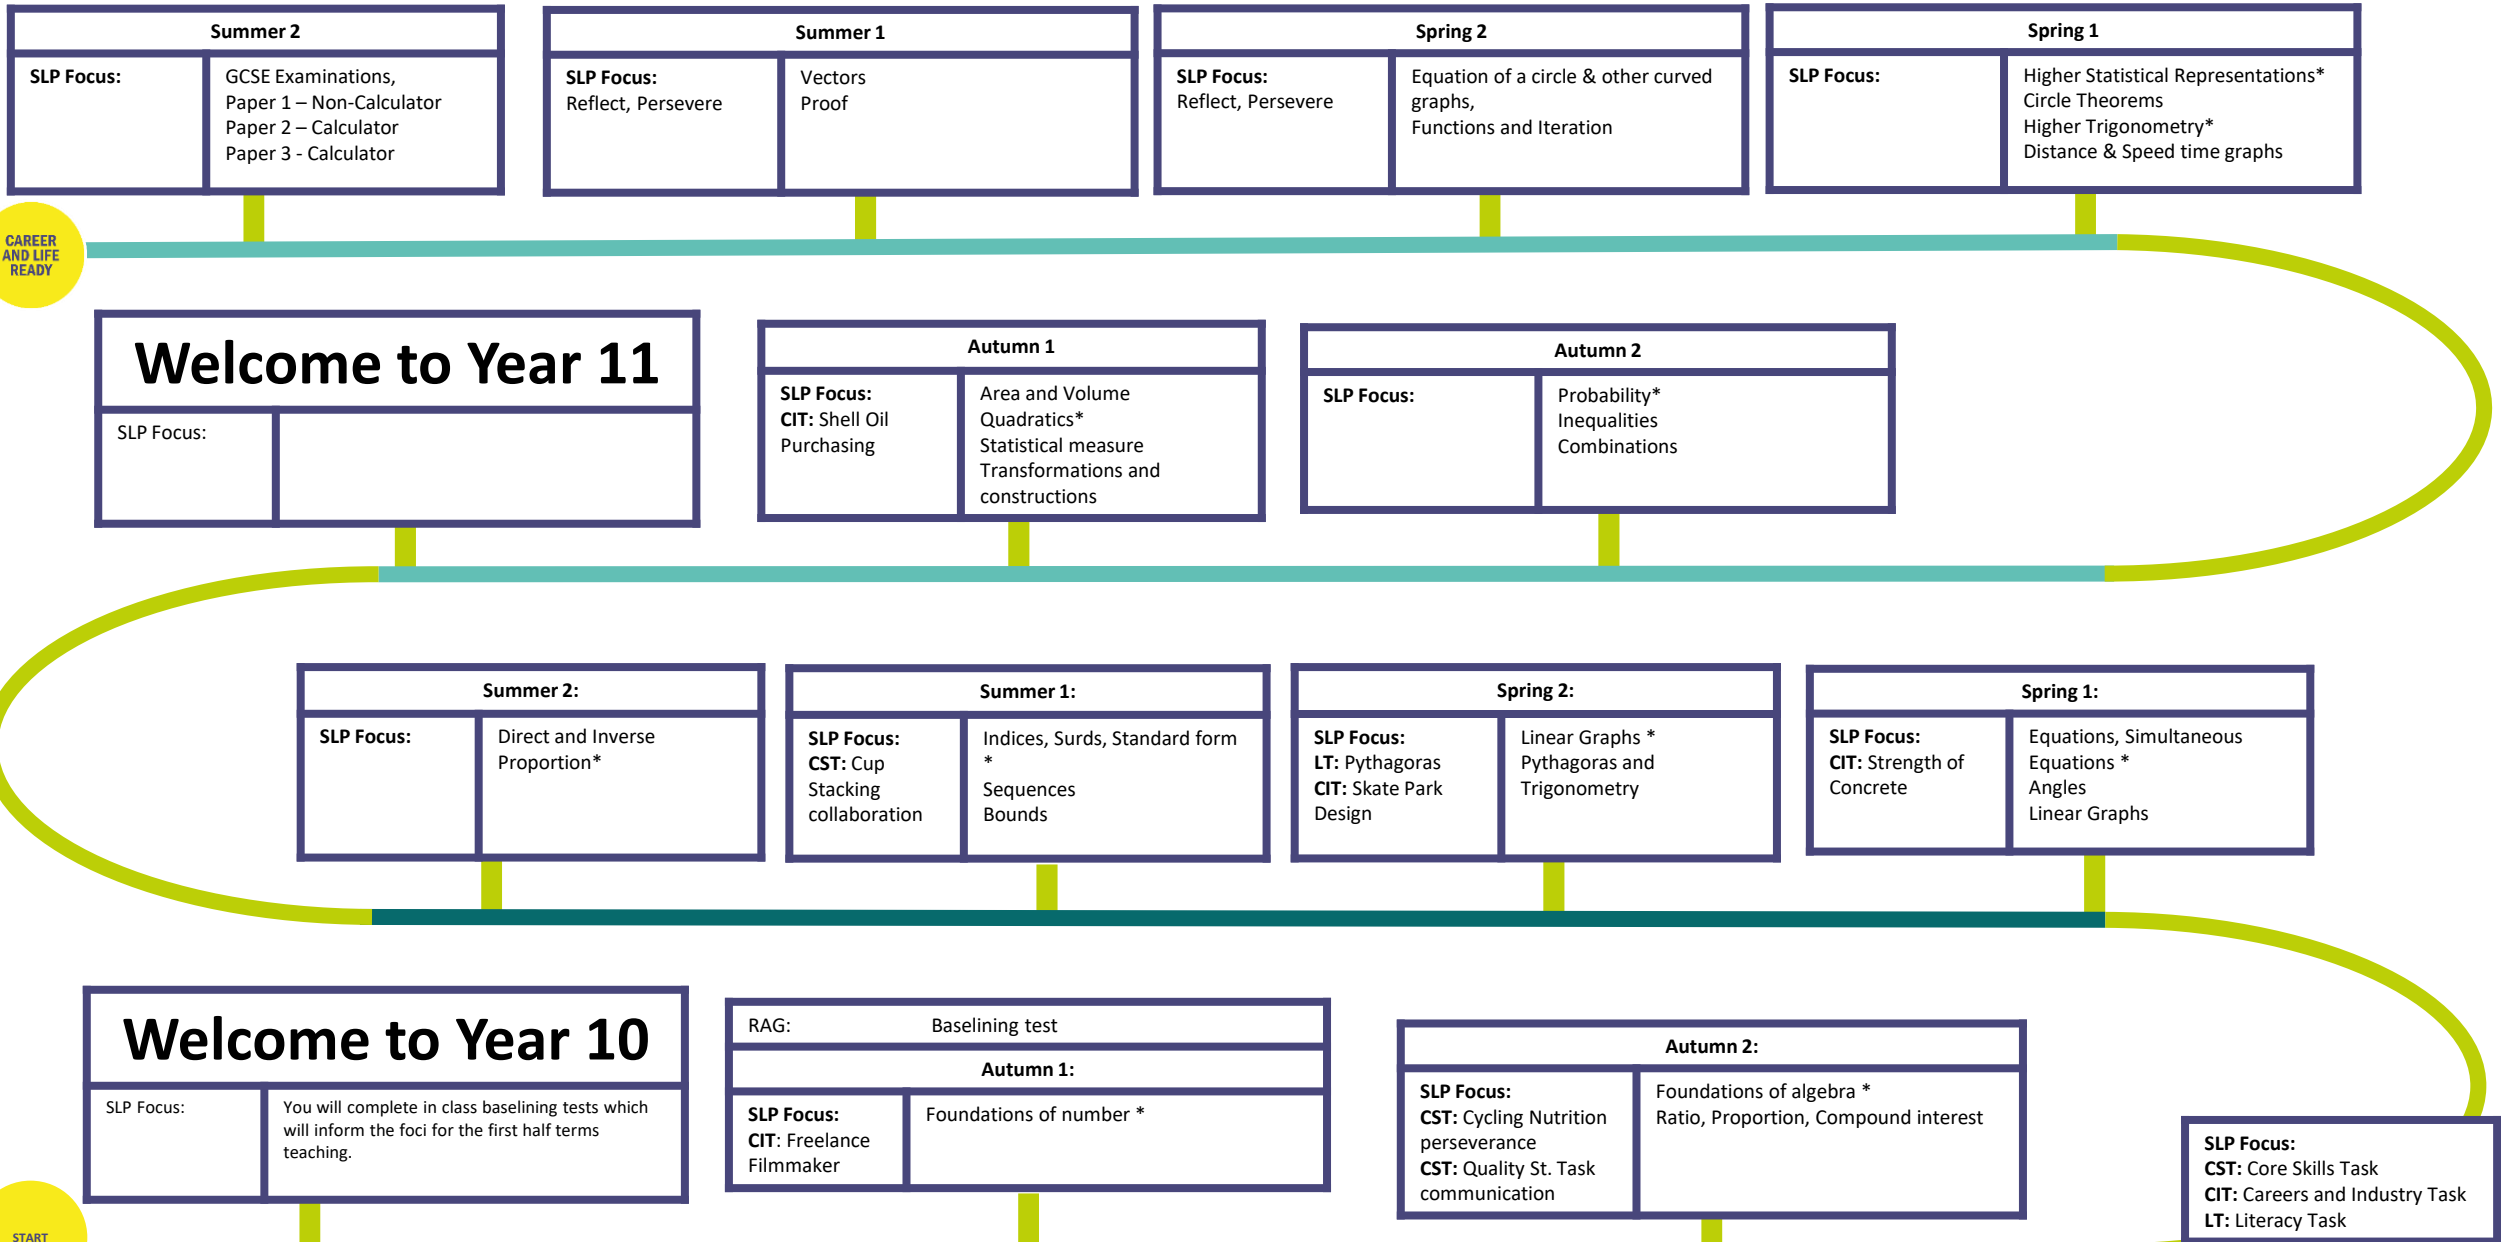 Summer 2
SLP Focus:
GCSE Examinations,
Paper 1 – Non-Calculator
Paper 2 – Calculator
Paper 3 - Calculator
Summer 1
SLP Focus:
Reflect, Persevere
Vectors
Proof
Spring 2
SLP Focus:
Reflect, Persevere
Equation of a circle & other curved
graphs,
Functions and Iteration
Spring 1
SLP Focus:
Higher Statistical Representations*
Circle Theorems
Higher Trigonometry*
Distance & Speed time graphs
CAREER
AND LIFE
READY
Welcome to Year 11
SLP Focus:
Autumn 1
SLP Focus:
CIT: Shell Oil
Purchasing
Area and Volume
Quadratics*
Statistical measure
Transformations and
constructions
Autumn 2
SLP Focus:
Probability*
Inequalities
Combinations
Summer 2:
SLP Focus:
Direct and Inverse
Proportion*
Summer 1:
SLP Focus:
CST: Cup
Stacking
collaboration
Indices, Surds, Standard form
*
Sequences
Bounds
Spring 2:
SLP Focus:
LT: Pythagoras
CIT: Skate Park
Design
Linear Graphs *
Pythagoras and
Trigonometry
Spring 1:
SLP Focus:
CIT: Strength of
Concrete
Equations, Simultaneous
Equations *
Angles
Linear Graphs
Welcome to Year 10
SLP Focus:
You will complete in class baselining tests which
will inform the foci for the first half terms
teaching.
RAG: Baselining test
Autumn 1:
SLP Focus:
CIT: Freelance
Filmmaker
Foundations of number *
Autumn 2:
SLP Focus:
CST: Cycling Nutrition
perseverance
CST: Quality St. Task
communication
Foundations of algebra *
Ratio, Proportion, Compound interest
SLP Focus:
CST: Core Skills Task
CIT: Careers and Industry Task
LT: Literacy Task
START